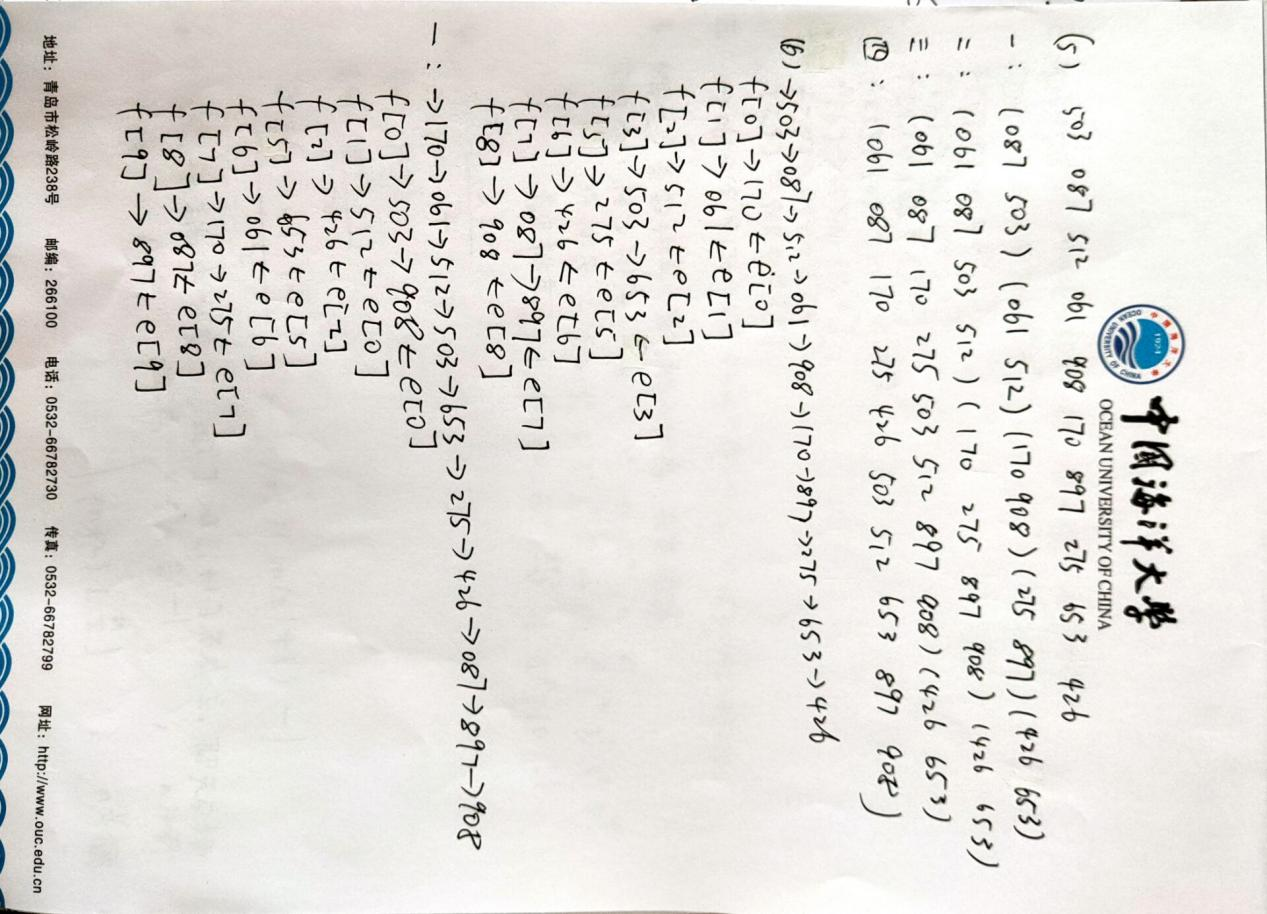 中国海洋大学
OCEAN UNIVERSITY OF CHINA
(5) 503 087 512 061 908 170 897 275 653 426
一: (087 503) (061 512) (170 908) (275 897) (426 653)
二: (061 087 503 512) (170 275 897 908) (426 653)
三: (061 087 170 275 503 512 897 908) (426 653)
四: (061 087 170 275 426 503 512 653 897 908)
(6) →503→087→512→061→908→170→897→275→653→426
f[0]→170←e[0]
f[1]→061←e[1]
f[2]→512←e[2]
f[3]→503→653←e[3]
f[5]→275←e[5]
f[6]→426←e[6]
f[7]→087→897←e[7]
f[8]→908←e[8]
一: →170→061→512→503→653→275→426→087→897→908
f[0]→503→908←e[0]
f[1]→512←e[1]
f[2]→426←e[2]
f[5]→653←e[5]
f[6]→061←e[6]
f[7]→170→275←e[7]
f[8]→087←e[8]
f[9]→897←e[9]
地址: 青岛市松岭路238号 邮编: 266100 电话: 0532-66782730 传真: 0532-66782799 网址: http://www.ouc.edu.cn